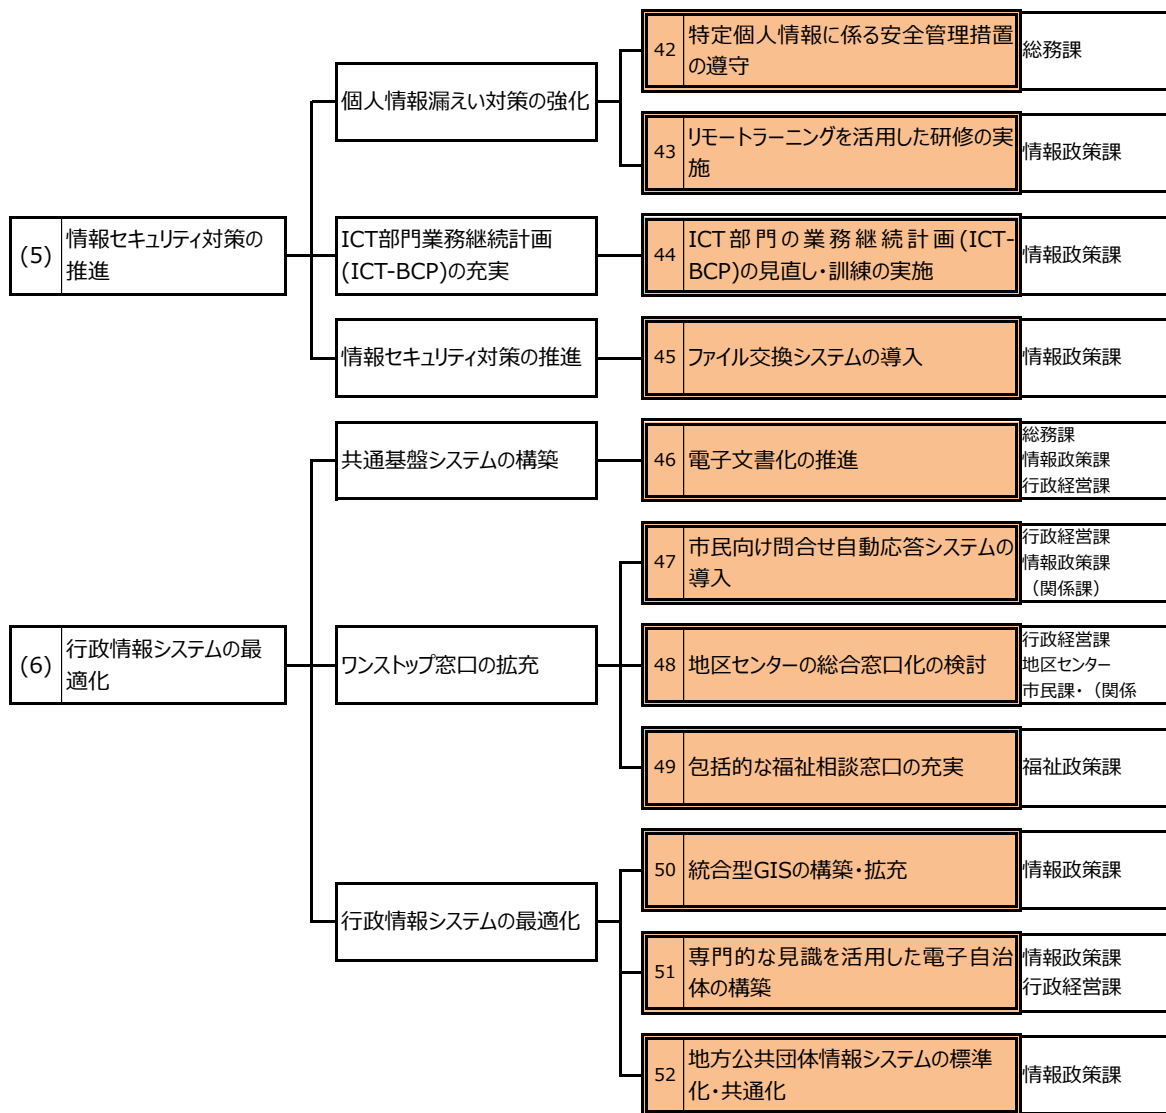 42
特定個人情報に係る安全管理措置
の遵守
総務課
個人情報漏えい対策の強化
43
リモートラーニングを活用した研修の実
施
情報政策課
(5)
情報セキュリティ対策の
推進
ICT部門業務継続計画
(ICT-BCP)の充実
44
ICT部門の業務継続計画(ICT-
BCP)の見直し・訓練の実施
情報政策課
情報セキュリティ対策の推進
45
ファイル交換システムの導入
情報政策課
共通基盤システムの構築
46
電子文書化の推進
総務課
情報政策課
行政経営課
47
市民向け問合せ自動応答システムの
導入
行政経営課
情報政策課
（関係課）
(6)
行政情報システムの最
適化
ワンストップ窓口の拡充
48
地区センターの総合窓口化の検討
行政経営課
地区センター
市民課・（関係
49
包括的な福祉相談窓口の充実
福祉政策課
50
統合型GISの構築・拡充
情報政策課
行政情報システムの最適化
51
専門的な見識を活用した電子自治
体の構築
情報政策課
行政経営課
52
地方公共団体情報システムの標準
化・共通化
情報政策課